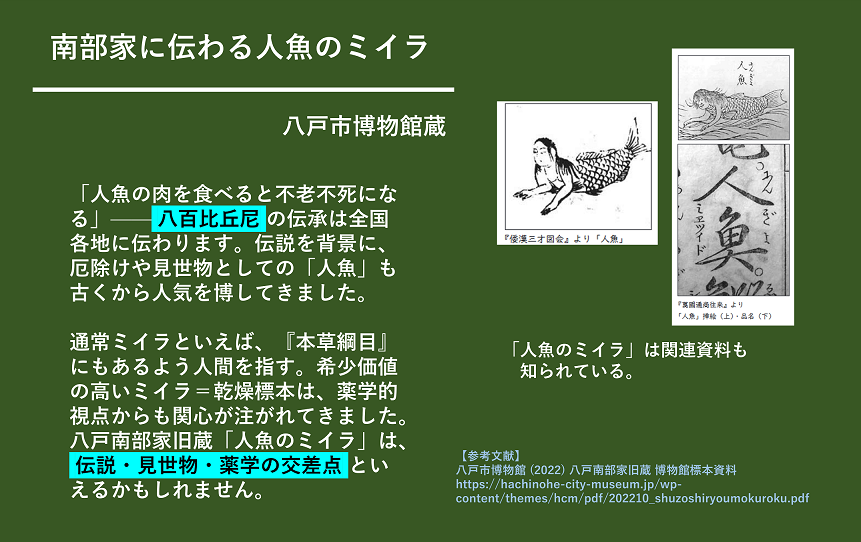 南部家に伝わる人魚のミイラ
八戸市博物館蔵
「人魚の肉を食べると不老不死にな
る」――八百比丘尼の伝承は全国
各地に伝わります。伝説を背景に、
厄除けや見世物としての「人魚」も
古くから人気を博してきました。
通常ミイラといえば、『本草綱目』
にもあるよう人間を指す。希少価値
の高いミイラ＝乾燥標本は、薬学的
視点からも関心が注がれてきました。
八戸南部家旧蔵「人魚のミイラ」は、
伝説・見世物・薬学の交差点とい
えるかもしれません。
『倭漢三才図会』より「人魚」
人魚
にんぎよ
人魚
にんぎよ
ミヱツイド
『萬國通商往来』より
「人魚」挿絵（上）・品名（下）
「人魚のミイラ」は関連資料も
知られている。
【参考文献】
八戸市博物館 (2022) 八戸南部家旧蔵 博物館標本資料
https://hachinohe-city-museum.jp/wp-
content/themes/hcm/pdf/202210_shuzoshiryoumokuroku.pdf